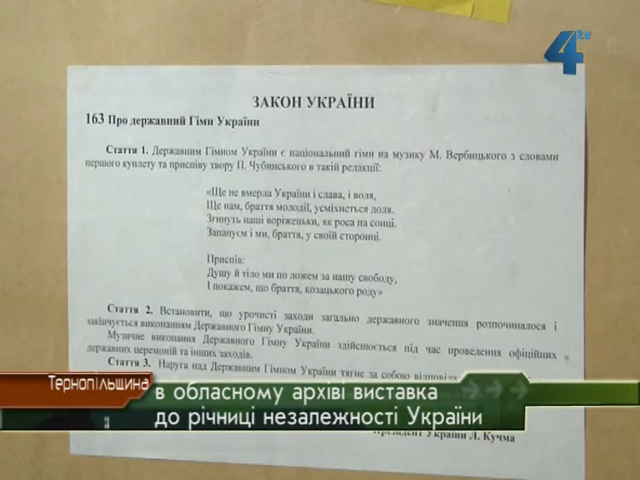 4
ЗАКОН УКРАЇНИ
163 Про державний Гімн України
Стаття 1. Державним Гімном України є національний гімн на музику М. Вербицького з словами
першого куплету та приспіву твору П. Чубинського в такій редакції:
«Ще не вмерла України і слава, і воля,
Ще нам, браття молодії, усміхнеться доля.
Згинуть наші воріженьки, як роса на сонці.
Запануєм і ми, браття, у своїй сторонці.
Приспів:
Душу й тіло ми по ложем за нашу свободу,
І покажем, що браття, козацького роду»
Стаття 2. Встановити, що урочисті заходи загально державного значення розпочиналося і
закінчується виконанням Державного Гімну України.
Музичне виконання Державного Гімну України здійснюється під час проведення офіційних
державних церемоній та інших заходів.
Стаття 3. Наруга над Державним Гімном України тягне за собою
Тернопільщина
в обласному архіві виставка
до річниці незалежності України
Президент України Л. Кучма